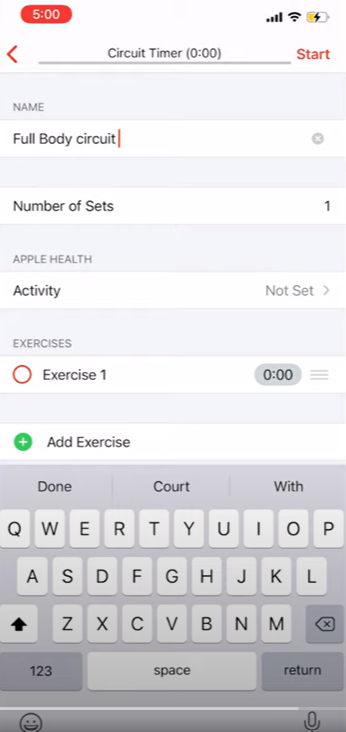 5:00
Circuit Timer (0:00) Start
NAME
Full Body circuit
Number of Sets 1
APPLE HEALTH
Activity Not Set
EXERCISES
Exercise 1 0:00
Add Exercise
Done Court With
Q W E R T Y U I O P
A S D F G H J K L
Z X C V B N M
123 space return